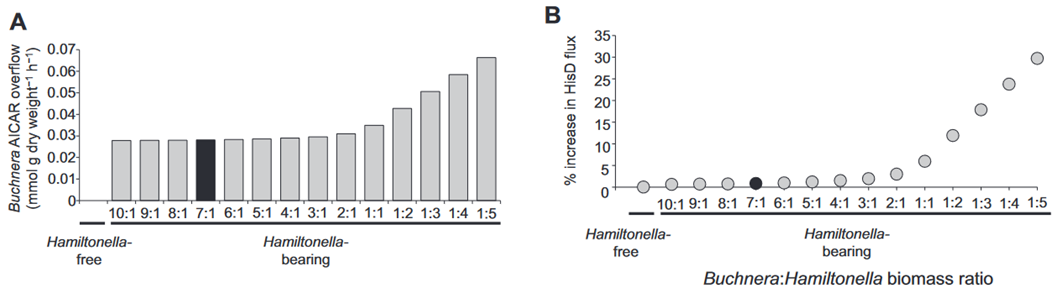 A
Buchnera AICAR overflow
(mmol g dry weight⁻¹ h⁻¹)
0.07
0.06
0.05
0.04
0.03
0.02
0.01
0
10:1 9:1 8:1 7:1 6:1 5:1 4:1 3:1 2:1 1:1 1:2 1:3 1:4 1:5
Hamiltonella-
free
Hamiltonella-
bearing
B
% increase in HisD flux
35
30
25
20
15
10
5
0
10:1 9:1 8:1 7:1 6:1 5:1 4:1 3:1 2:1 1:1 1:2 1:3 1:4 1:5
Hamiltonella-
free
Hamiltonella-
bearing
Buchnera:Hamiltonella biomass ratio